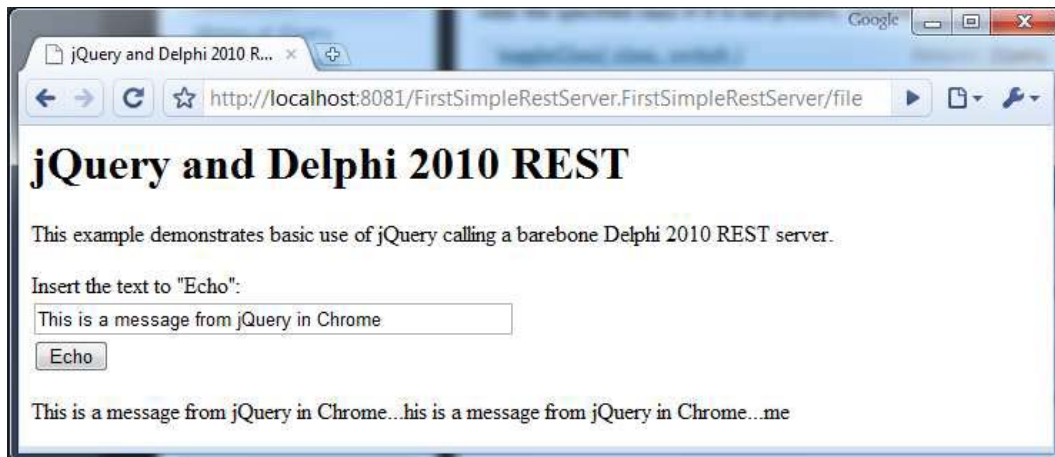 Google
jQuery and Delphi 2010 R...
http://localhost:8081/FirstSimpleRestServer.FirstSimpleRestServer/file
jQuery and Delphi 2010 REST
This example demonstrates basic use of jQuery calling a barebone Delphi 2010 REST server.
Insert the text to "Echo":
This is a message from jQuery in Chrome
Echo
This is a message from jQuery in Chrome...his is a message from jQuery in Chrome...me